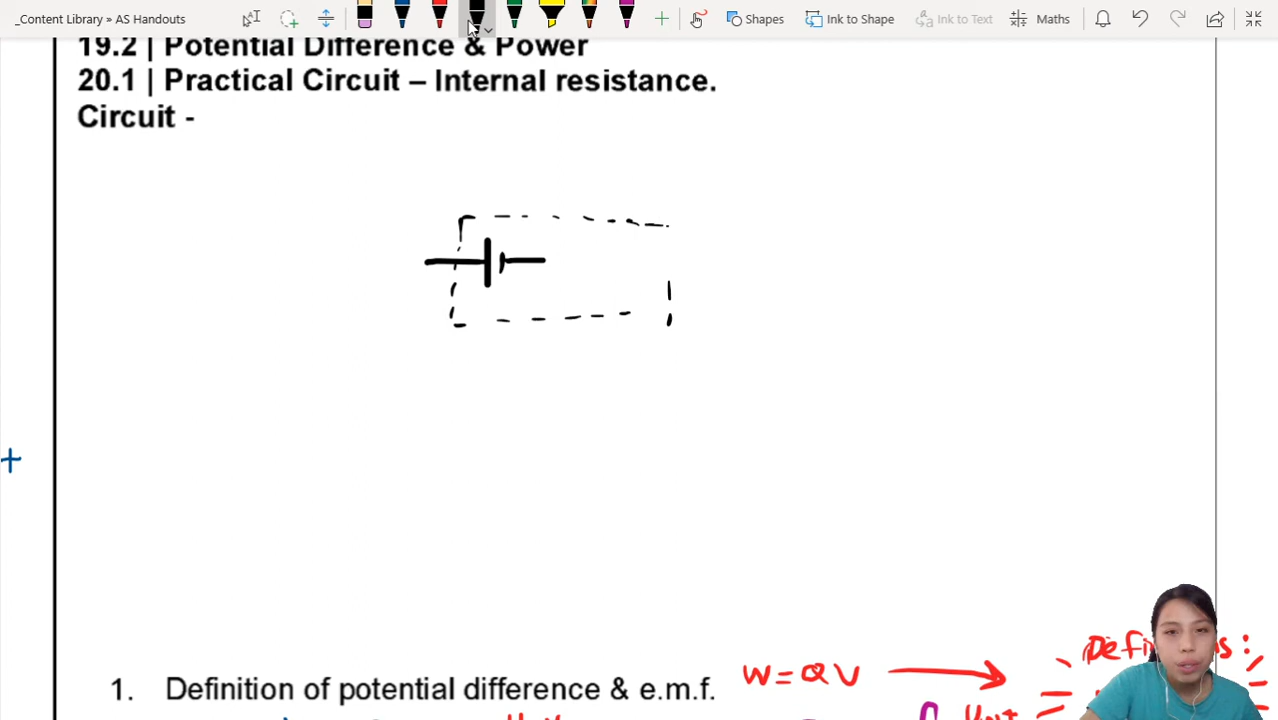 _Content Library » AS Handouts
Shapes
Ink to Shape
Ink to Text
Maths
19.2 | Potential Difference & Power
20.1 | Practical Circuit – Internal resistance.
Circuit -
+
1. Definition of potential difference & e.m.f.
W = QV